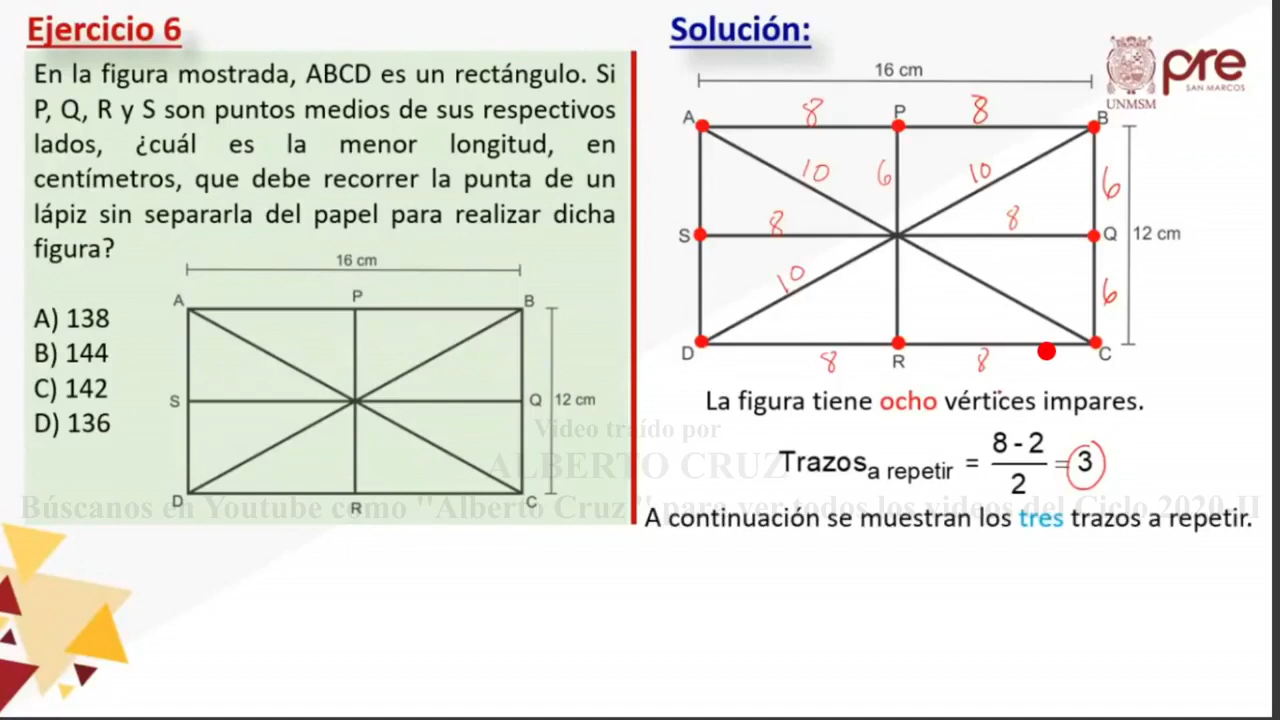 Ejercicio 6
En la figura mostrada, ABCD es un rectángulo. Si
P, Q, R y S son puntos medios de sus respectivos
lados, ¿cuál es la menor longitud, en
centímetros, que debe recorrer la punta de un
lápiz sin separarla del papel para realizar dicha
figura?
A) 138
B) 144
C) 142
D) 136
16 cm
A P B
S Q 12 cm
D R C
Solución:
pre
SAN MARCOS
UNMSM
16 cm
A 8 P 8 B
10 6 10 6
S 8 8 Q 12 cm
10 6
D 8 R 8 C
La figura tiene ocho vértices impares.
Trazos a repetir = 8 - 2 / 2 = 3
A continuación se muestran los tres trazos a repetir.
Video traído por
ALBERTO CRUZ
Búscanos en Youtube como "Alberto Cruz" para ver todos los videos del Ciclo 2020-II